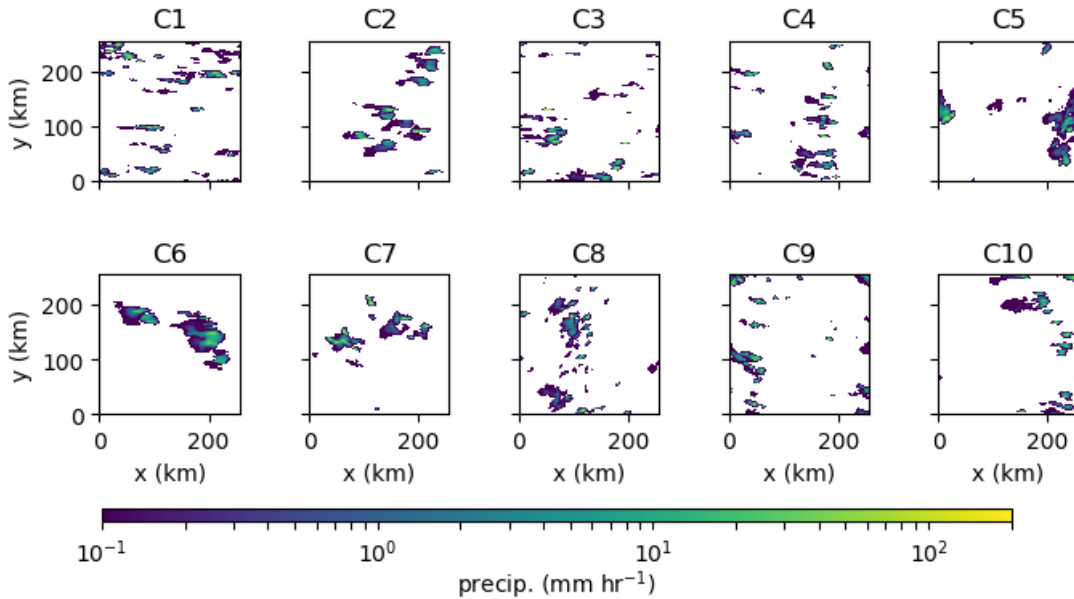 C1 C2 C3 C4 C5
y (km)
200
100
0
C6 C7 C8 C9 C10
y (km)
200
100
0
0 200 0 200 0 200 0 200 0 200
x (km) x (km) x (km) x (km) x (km)
10⁻¹ 10⁰ 10¹ 10²
precip. (mm hr⁻¹)